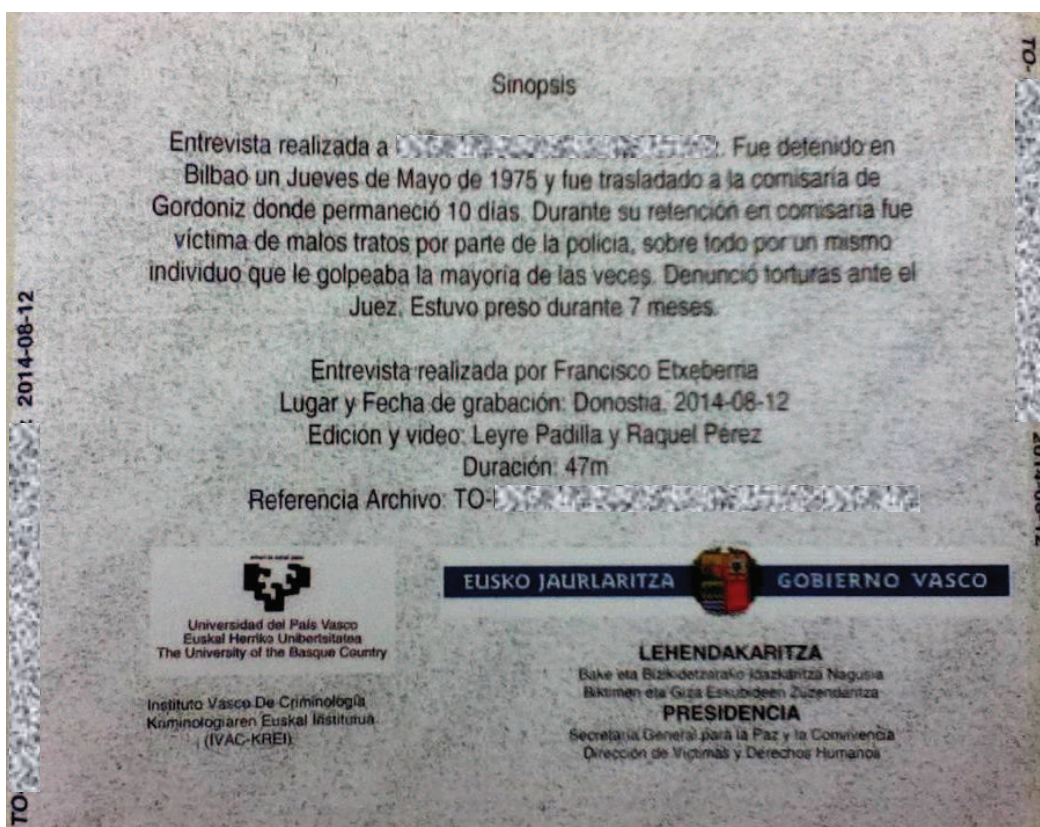 Sinopsis
Entrevista realizada a
. Fue detenido en
Bilbao un Jueves de Mayo de 1975 y fue trasladado a la comisaría de
Gordoniz donde permaneció 10 días. Durante su retención en comisaria fue
víctima de malos tratos por parte de la policia, sobre todo por un mismo
individuo que le golpeaba la mayoría de las veces. Denunció torturas ante el
Juez. Estuvo preso durante 7 meses.
Entrevista realizada por Francisco Etxeberria
Lugar y Fecha de grabación: Donostia. 2014-08-12
Edición y video: Leyre Padilla y Raquel Pérez
Duración: 47m
Referencia Archivo: TO-
Universidad del País Vasco
Euskal Herriko Unibertsitatea
The University of the Basque Country
Instituto Vasco De Criminología
Kriminologiaren Euskal Institutua
(IVAC-KREI)
EUSKO JAURLARITZA
GOBIERNO VASCO
LEHENDAKARITZA
Bake eta Bizikidetzarako Idazkaritza Nagusia
Biktimen eta Giza Eskubideen Zuzendaritza
PRESIDENCIA
Secretaría General para la Paz y la Convivencia
Dirección de Víctimas y Derechos Humanos
TO-
2014-08-12
TO-
2014-08-12